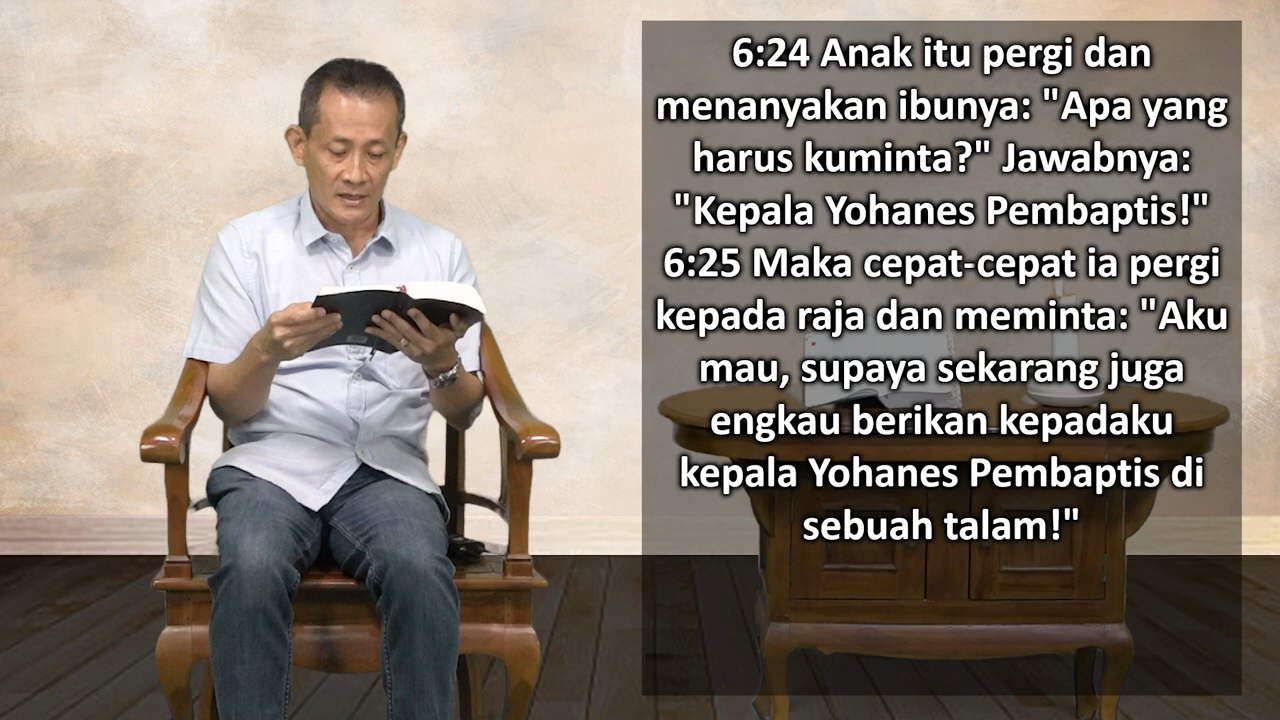 6:24 Anak itu pergi dan
menanyakan ibunya: "Apa yang
harus kuminta?" Jawabnya:
"Kepala Yohanes Pembaptis!"
6:25 Maka cepat-cepat ia pergi
kepada raja dan meminta: "Aku
mau, supaya sekarang juga
engkau berikan kepadaku
kepala Yohanes Pembaptis di
sebuah talam!"